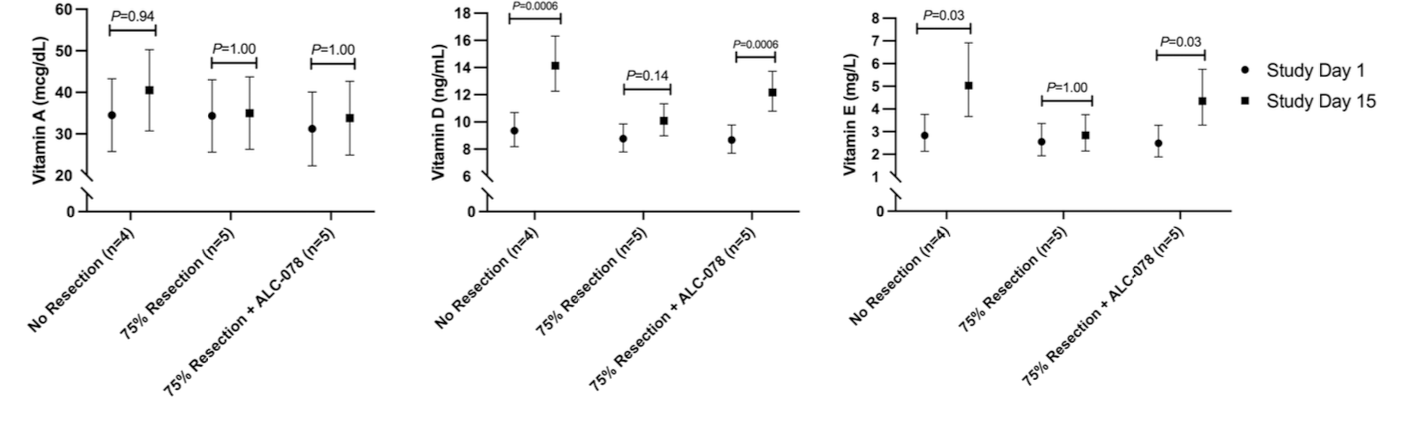 60
50
40
30
20
0
Vitamin A (mcg/dL)
P=0.94
P=1.00
P=1.00
No Resection (n=4)
75% Resection (n=5)
75% Resection + ALC-078 (n=5)
18
16
14
12
10
8
6
0
Vitamin D (ng/mL)
P=0.0006
P=0.14
P=0.0006
No Resection (n=4)
75% Resection (n=5)
75% Resection + ALC-078 (n=5)
8
7
6
5
4
3
2
1
0
Vitamin E (mg/L)
P=0.03
P=1.00
P=0.03
No Resection (n=4)
75% Resection (n=5)
75% Resection + ALC-078 (n=5)
Study Day 1
Study Day 15